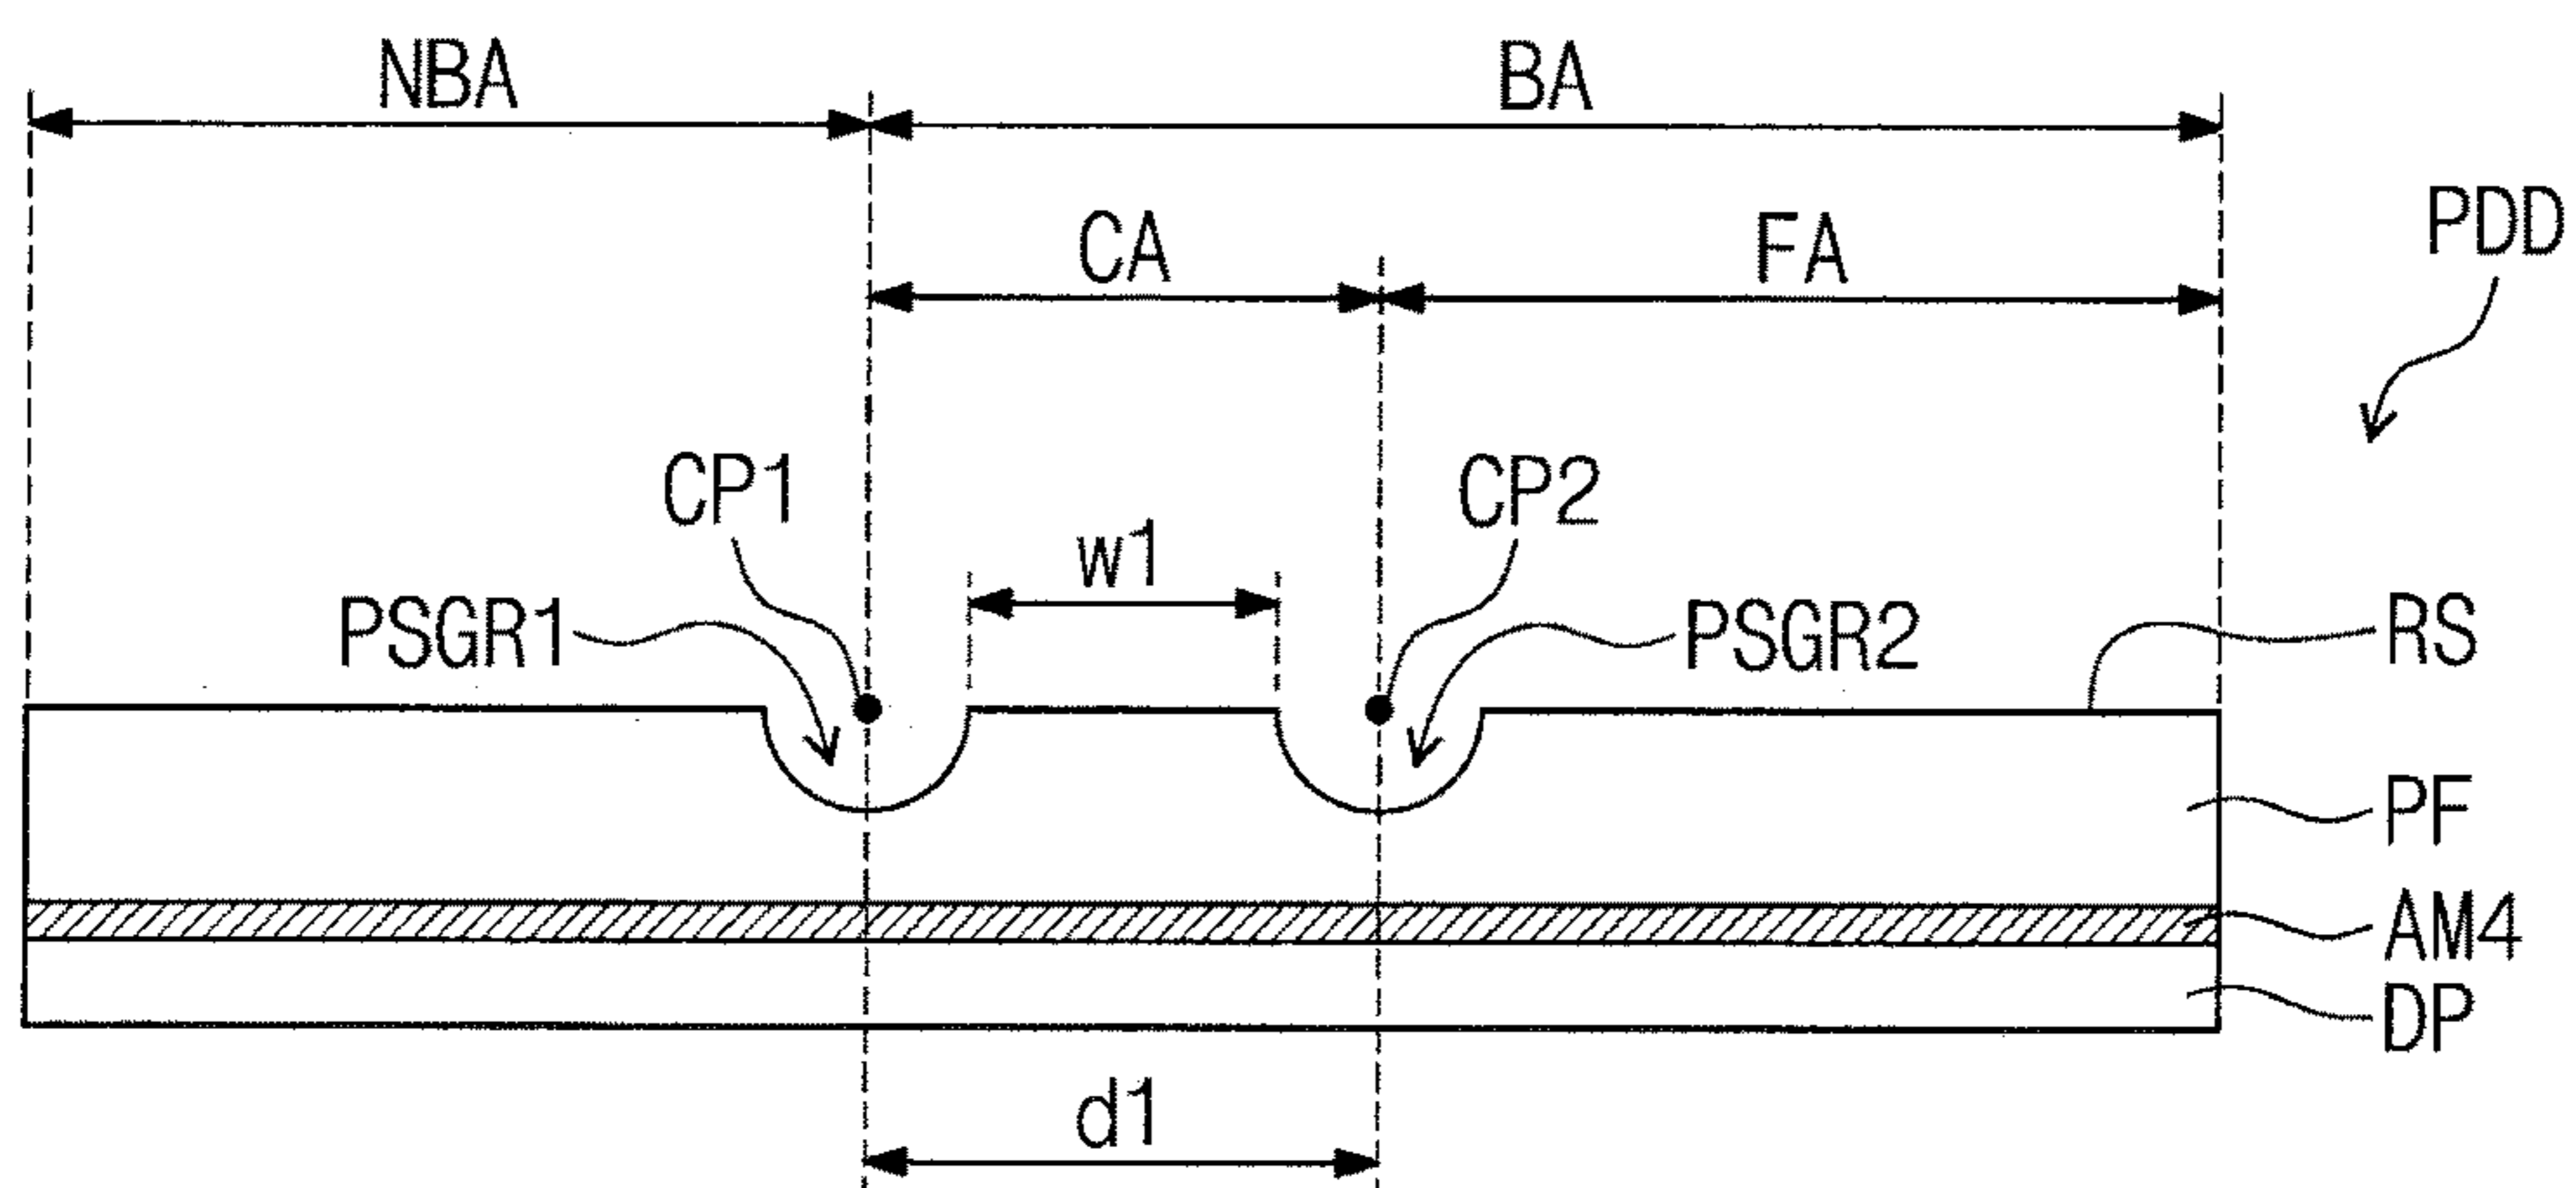 NBA
BA
CA
FA
PDD
CP1
CP2
w1
PSGR1
PSGR2
RS
PF
AM4
DP
d1